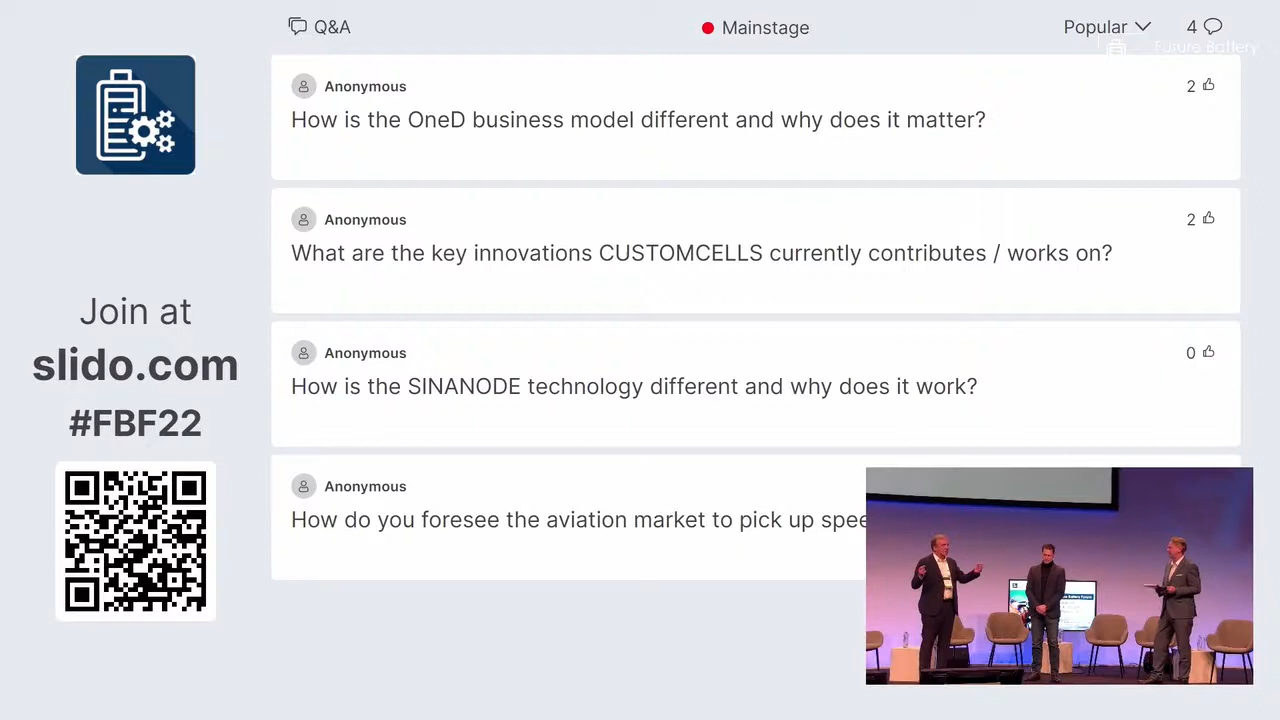 Q&A
Mainstage
Popular
4
Future Battery
Anonymous
2
How is the OneD business model different and why does it matter?
Anonymous
2
What are the key innovations CUSTOMCELLS currently contributes / works on?
Anonymous
0
How is the SINANODE technology different and why does it work?
Anonymous
How do you foresee the aviation market to pick up spee
Join at
slido.com
#FBF22